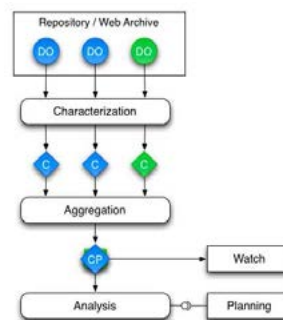 Repository / Web Archive
DO DO DO
Characterization
C C C
Aggregation
CP
Watch
Analysis
Planning